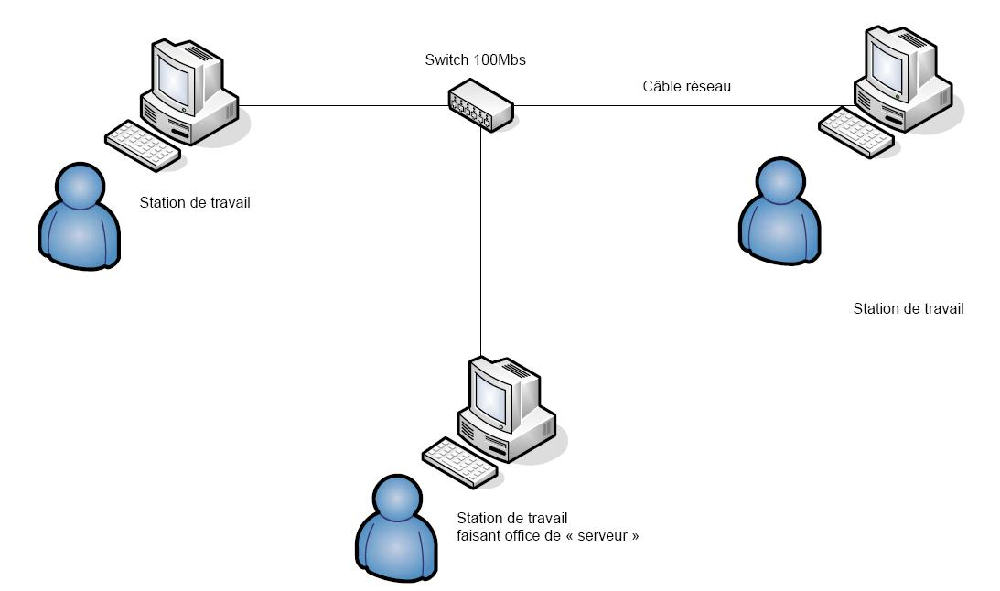 Switch 100Mbs
Câble réseau
Station de travail
Station de travail
Station de travail
faisant office de « serveur »